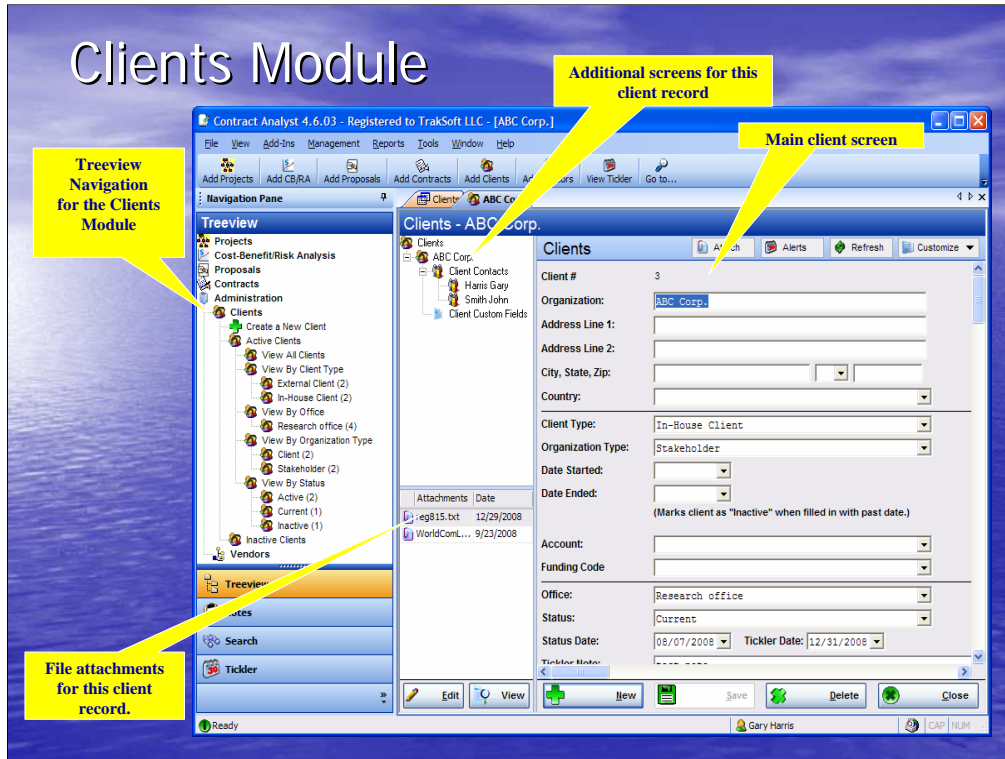 Clients Module
Additional screens for this
client record
Main client screen
Treeview
Navigation
for the Clients
Module
File attachments
for this client
record.
Contract Analyst 4.6.03 - Registered to TrakSoft LLC - [ABC Corp.]
File View Add-Ins Management Reports Tools Window Help
Add Projects Add CB/RA Add Proposals Add Contracts Add Clients View Tickler Go to...
Navigation Pane
Clients ABC
Treeview
Projects
Cost-Benefit/Risk Analysis
Proposals
Contracts
Administration
Clients
Create a New Client
Active Clients
View All Clients
View By Client Type
External Client (2)
In-House Client (2)
View By Office
Research office (4)
View By Organization Type
Client (2)
Stakeholder (2)
View By Status
Active (2)
Current (1)
Inactive (1)
Inactive Clients
Vendors
Treeview
Notes
Search
Tickler
Clients - ABC Corp.
Clients
ABC Corp.
Client Contacts
Harris Gary
Smith John
Client Custom Fields
Attachments Date
12/29/2008
WorldComL... 9/23/2008
Edit View
Clients Attach Alerts Refresh Customize
Client # 3
Organization: ABC Corp.
Address Line 1:
Address Line 2:
City, State, Zip:
Country:
Client Type: In-House Client
Organization Type: Stakeholder
Date Started:
Date Ended:
(Marks client as "Inactive" when filled in with past date.)
Account:
Funding Code
Office: Research office
Status: Current
Status Date: 08/07/2008 Tickler Date: 12/31/2008
Tickler Note:
New Save Delete Close
Ready Gary Harris CAP NUM